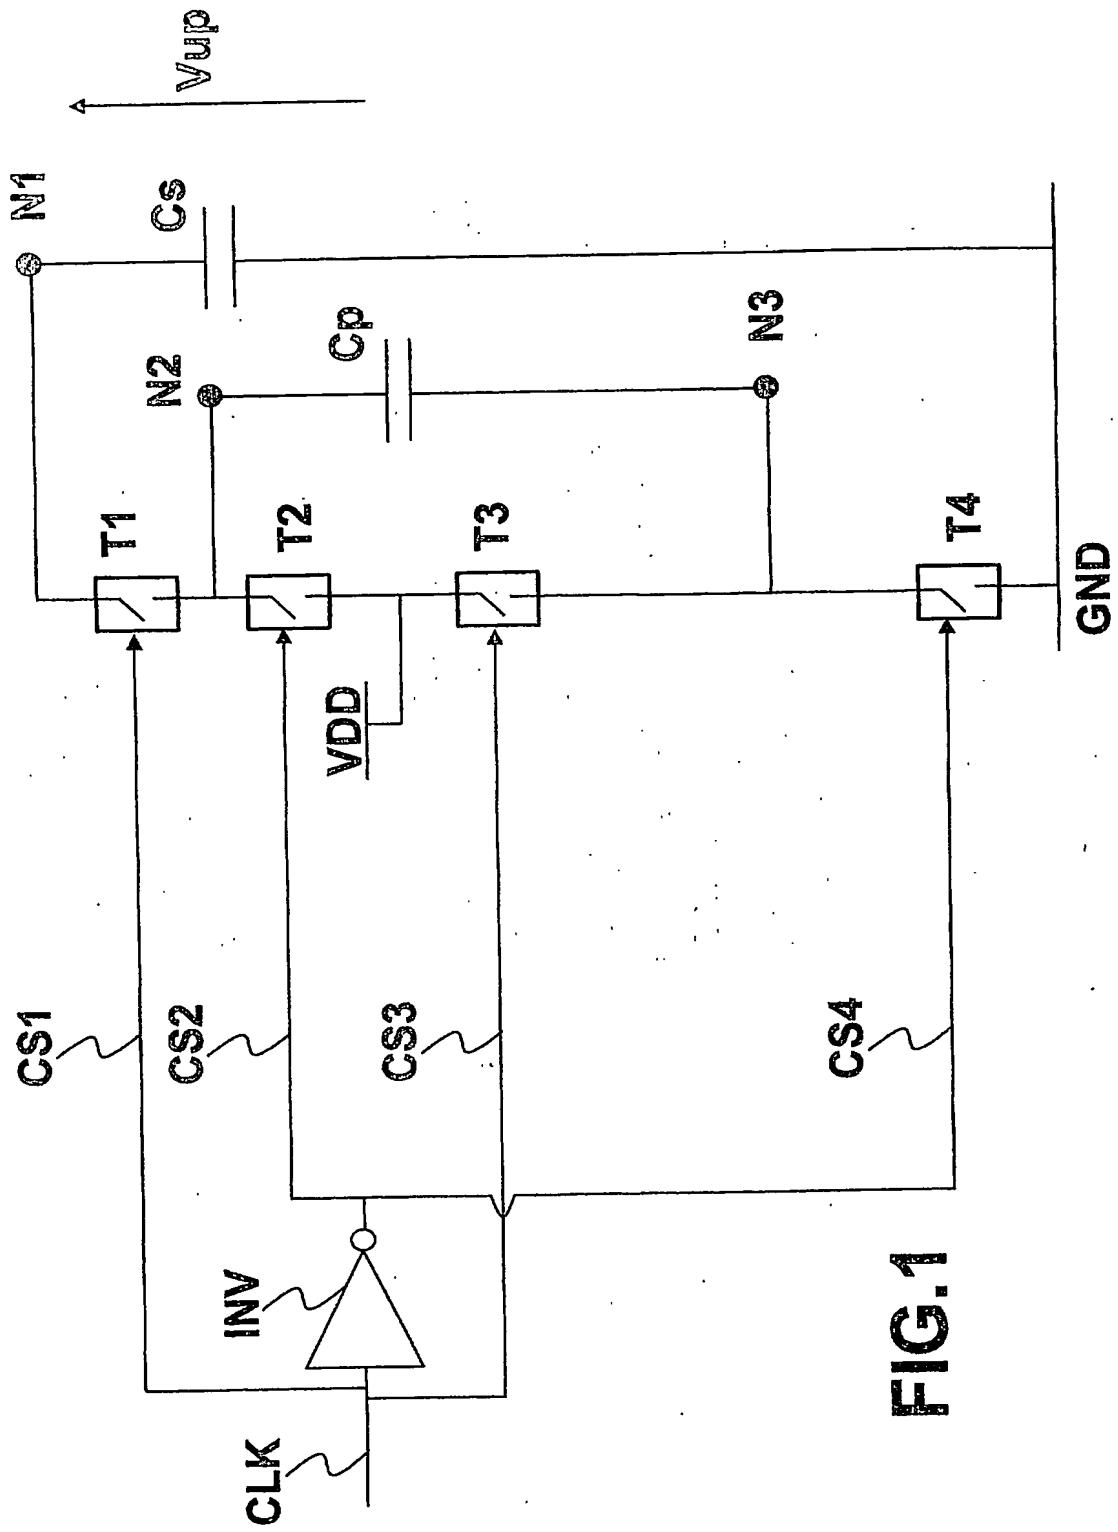 Vup
N1
Cs
N2
Cp
N3
T1
T2
T3
T4
VDD
GND
CS1
CS2
CS3
CS4
INV
CLK
FIG.1